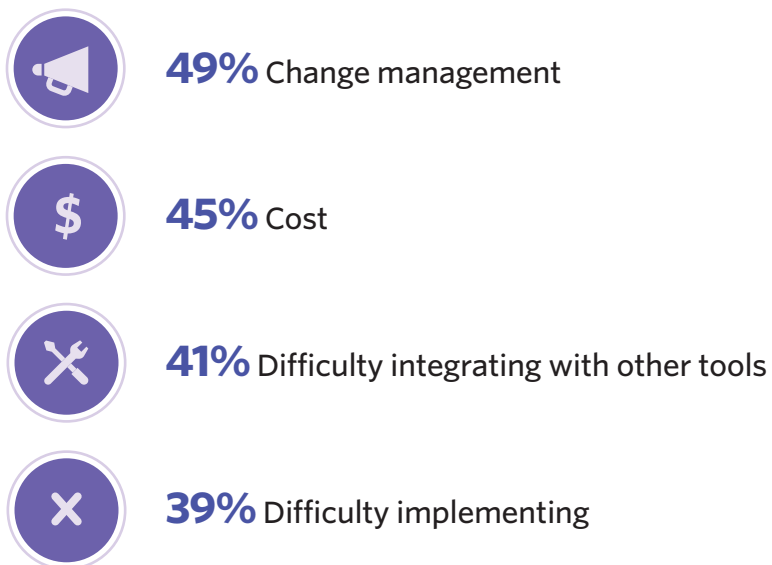 49% Change management
$
45% Cost
41% Difficulty integrating with other tools
39% Difficulty implementing